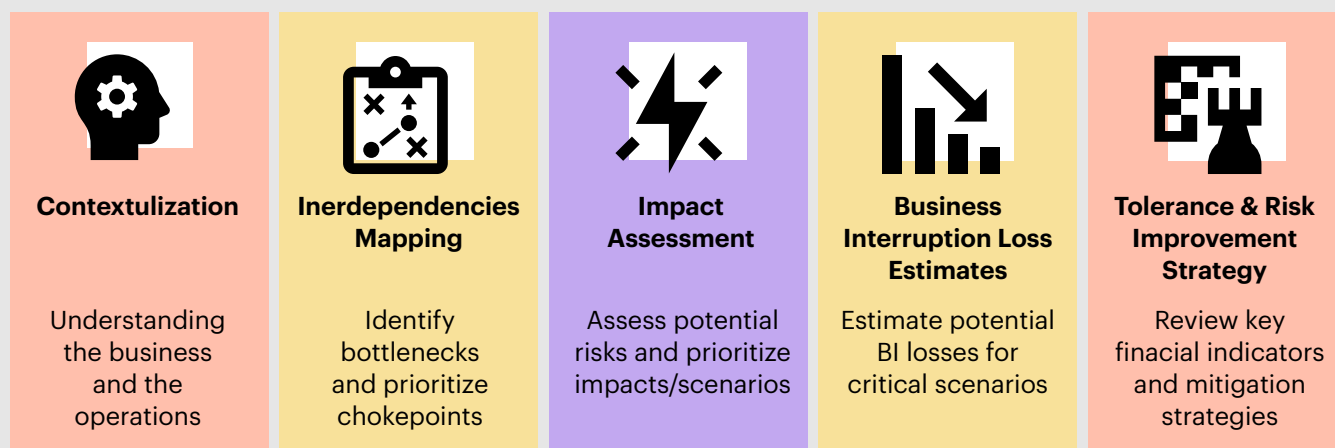 Contextulization
Understanding
the business
and the
operations
Inerdependencies
Mapping
Identify
bottlenecks
and prioritize
chokepoints
Impact
Assessment
Assess potential
risks and prioritize
impacts/scenarios
Business
Interruption Loss
Estimates
Estimate potential
BI losses for
critical scenarios
Tolerance & Risk
Improvement
Strategy
Review key
finacial indicators
and mitigation
strategies